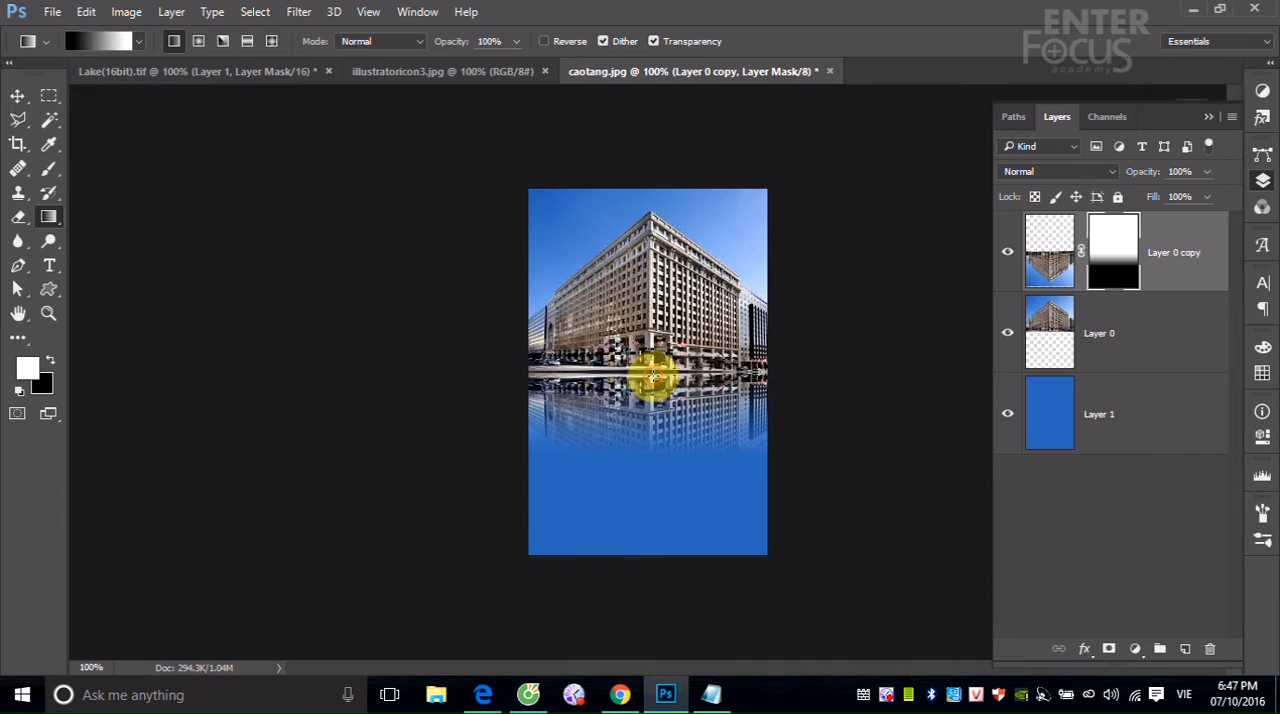 Ps File Edit Image Layer Type Select Filter 3D View Window Help
ENTER
FOCUS
academy
Mode: Normal Opacity: 100% Reverse Dither Transparency Essentials
Lake(16bit).tif @ 100% (Layer 1, Layer Mask/16) * × illustratoricon3.jpg @ 100% (RGB/8#) × caotang.jpg @ 100% (Layer 0 copy, Layer Mask/8) * ×
Paths Layers Channels
Kind
Normal Opacity: 100%
Lock: Fill: 100%
Layer 0 copy
Layer 0
Layer 1
100% Doc: 294.3K/1.04M
Ask me anything
VIE
6:47 PM
07/10/2016